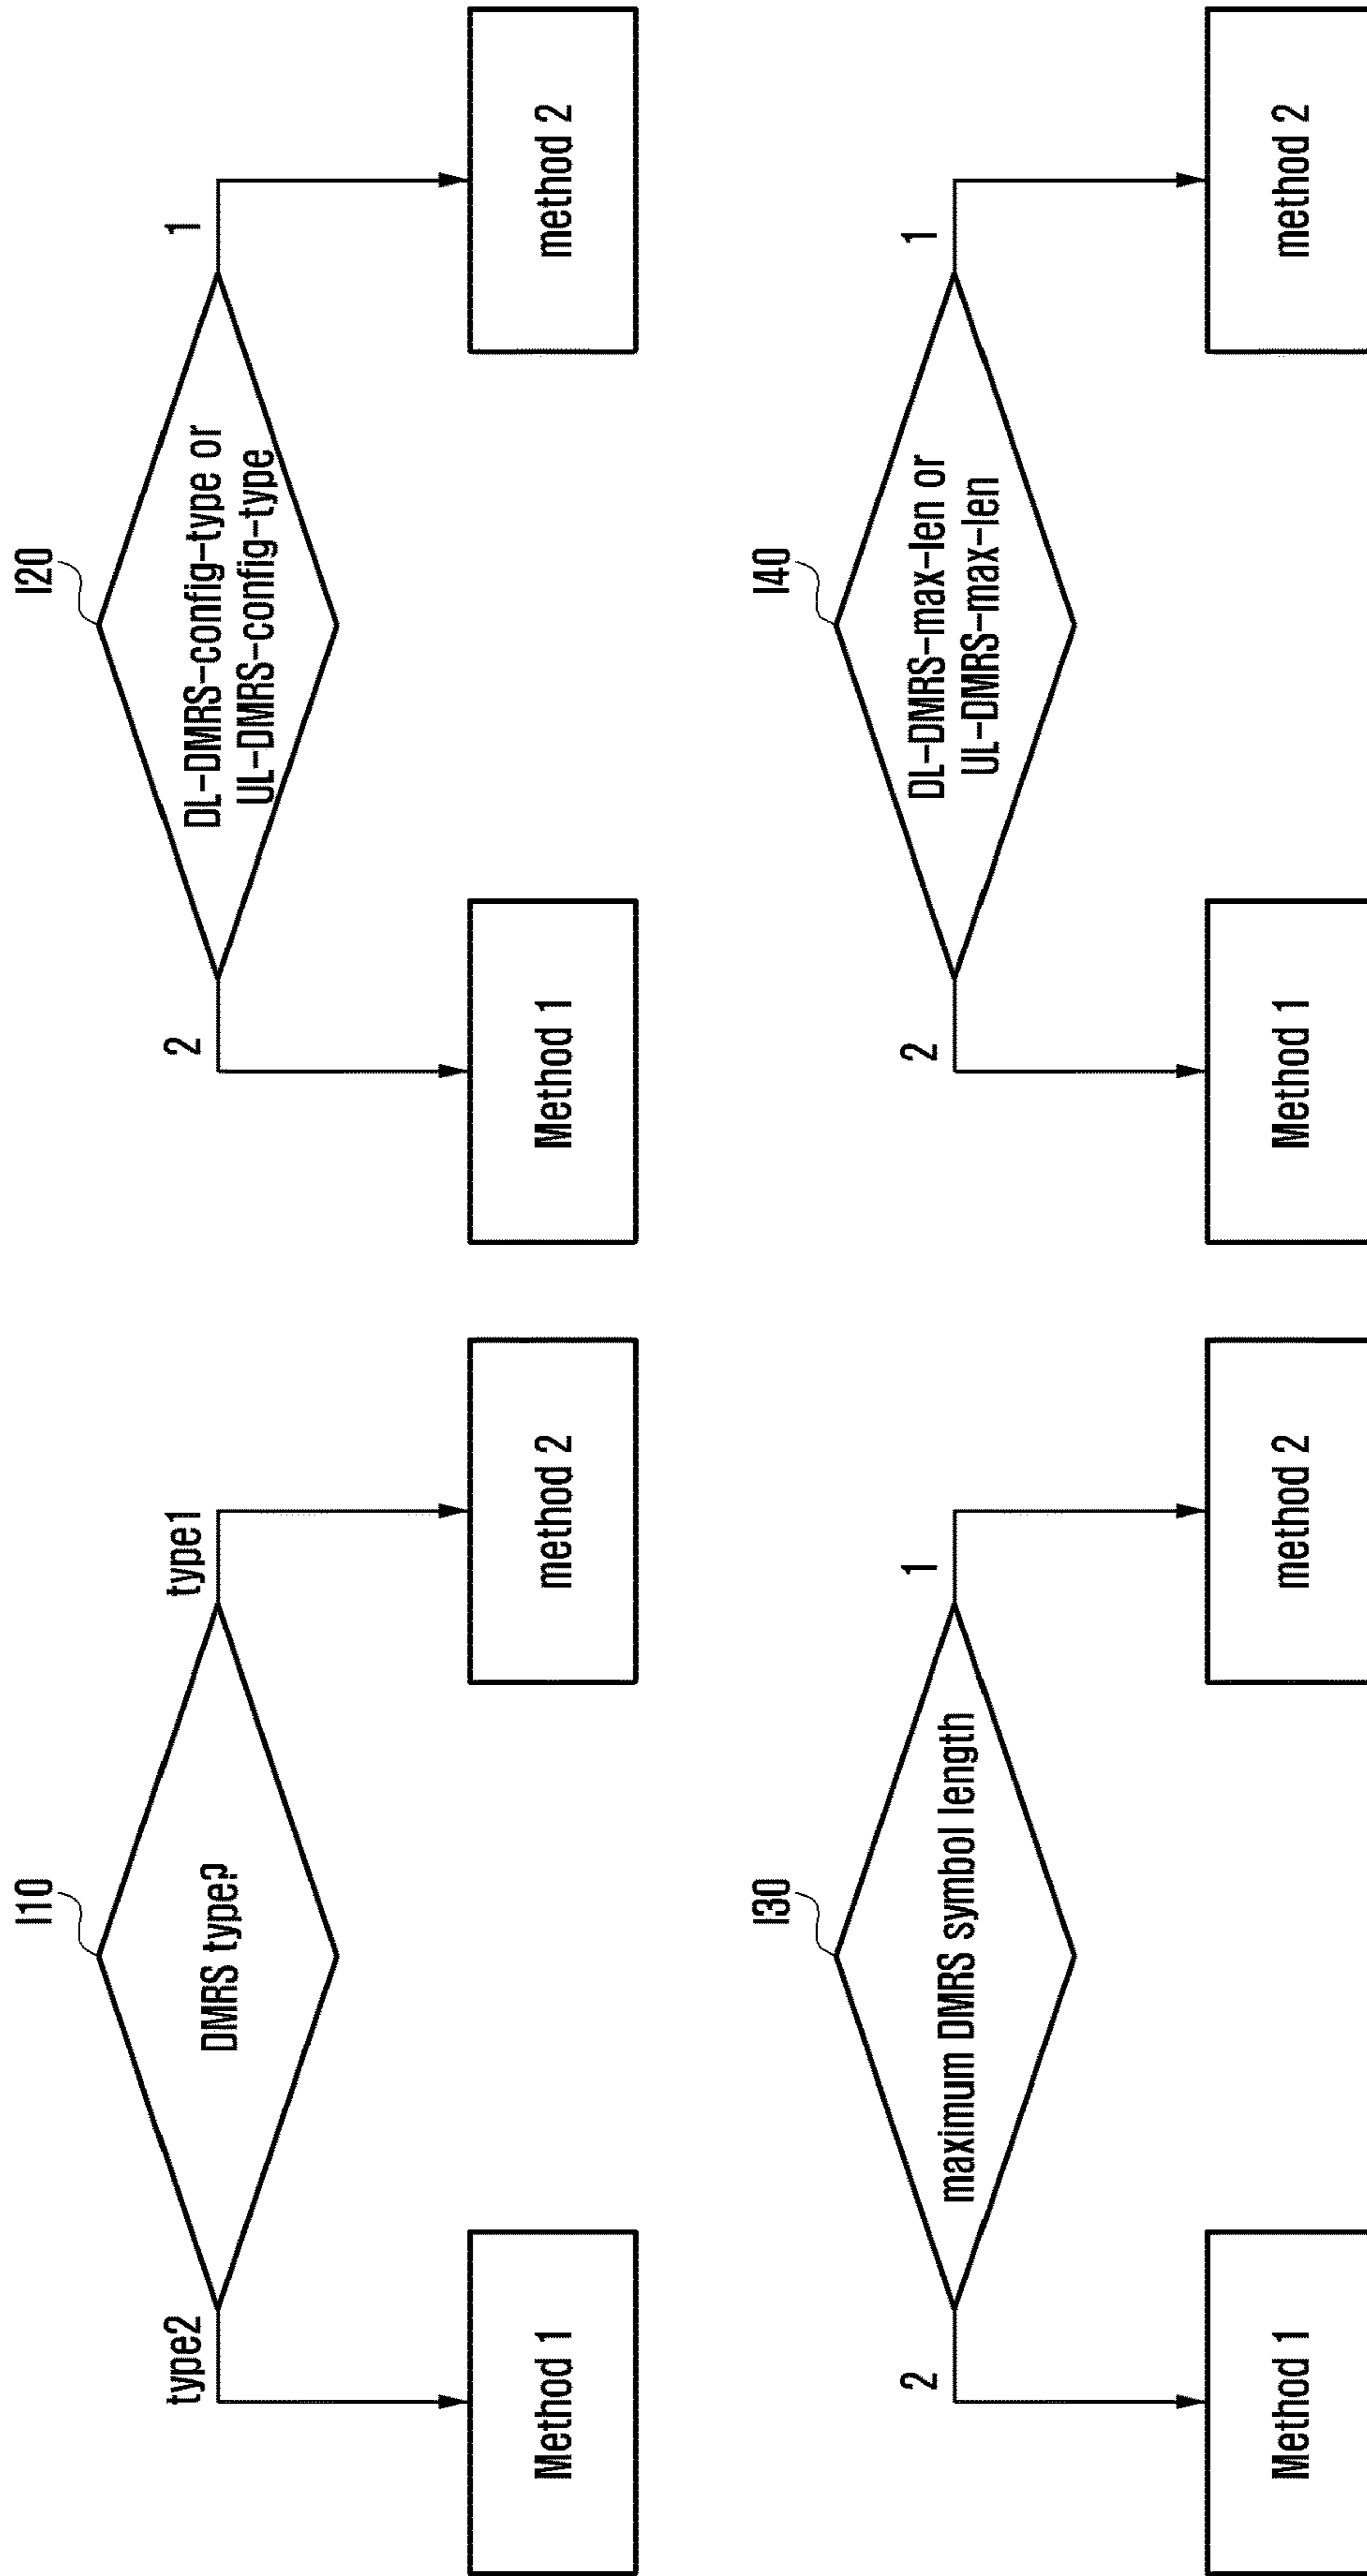 I10
DMRS type?
type2
type1
Method 1
method 2
I20
DL-DMRS-config-type or
UL-DMRS-config-type
2
1
Method 1
method 2
I30
maximum DMRS symbol length
2
1
Method 1
method 2
I40
DL-DMRS-max-len or
UL-DMRS-max-len
2
1
Method 1
method 2